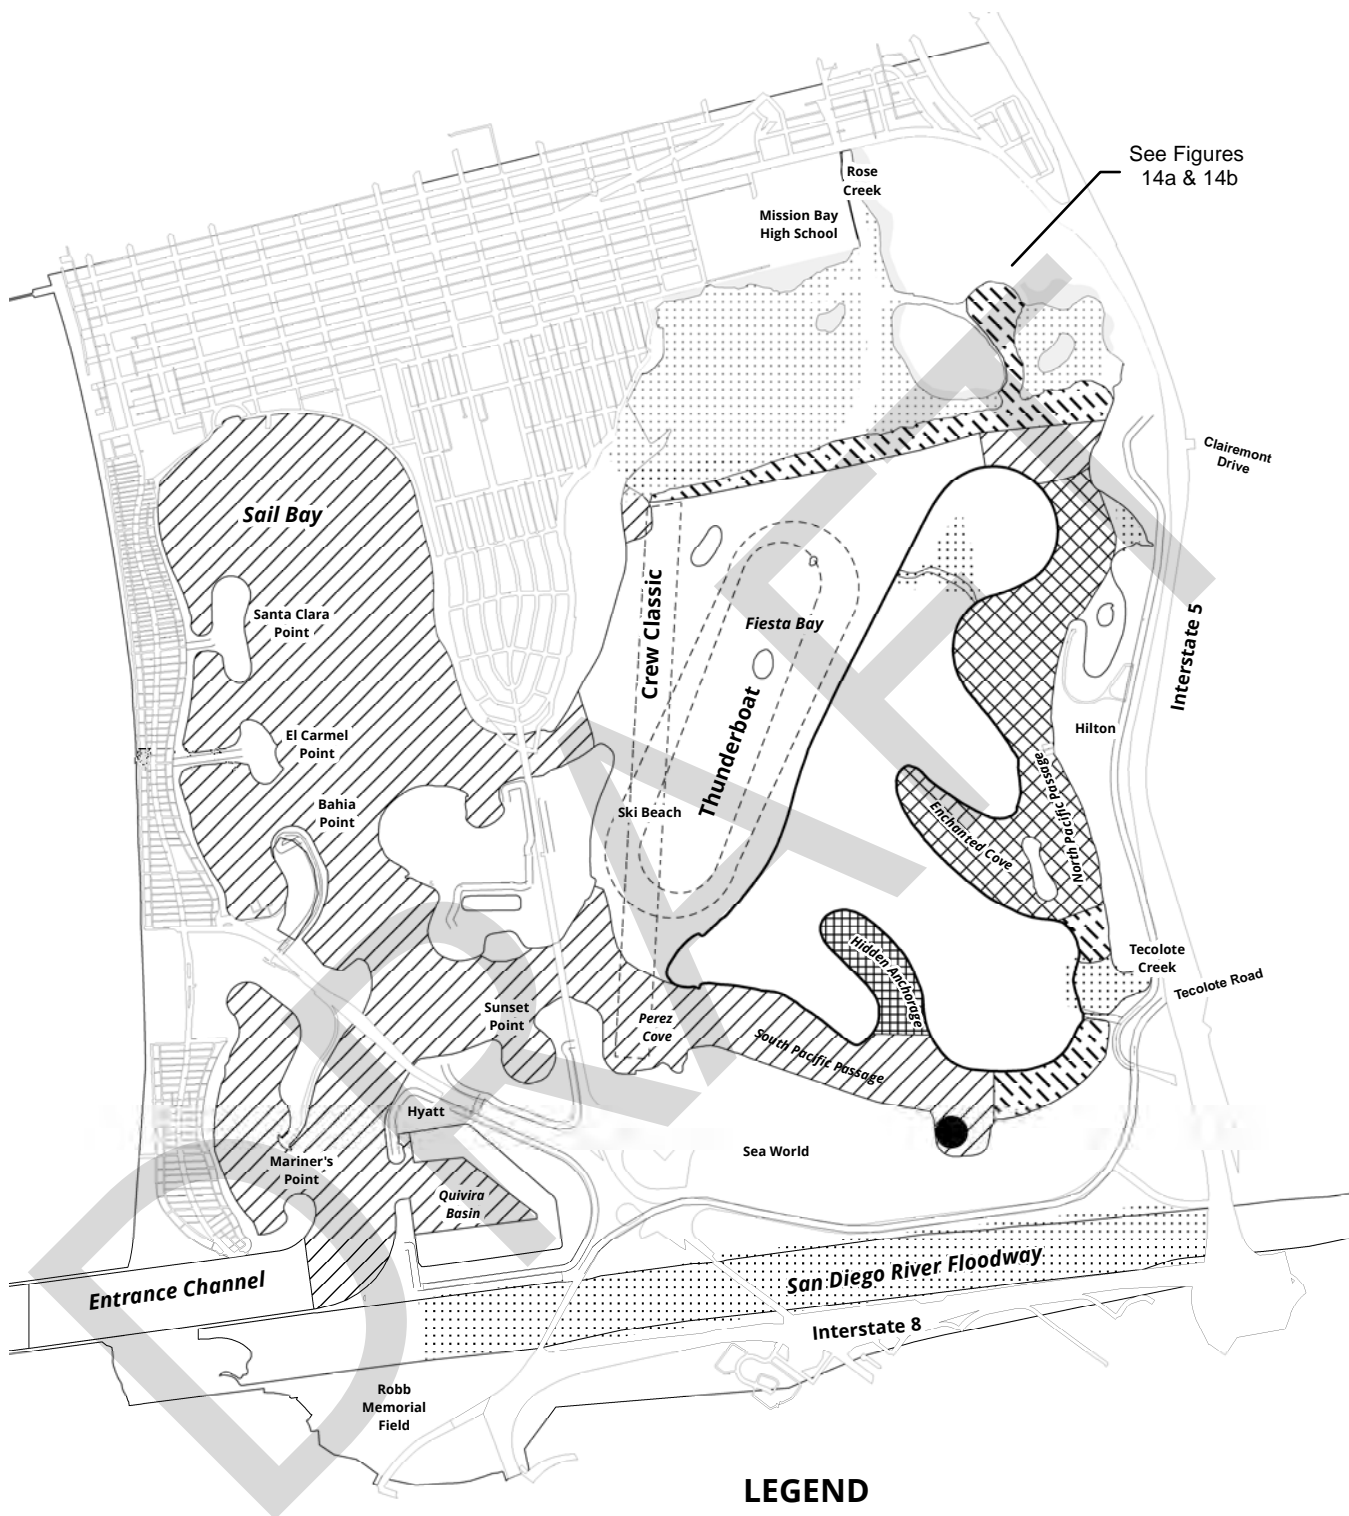 See Figures
14a & 14b
Rose
Creek
Mission Bay
High School
Clairemont
Drive
Sail Bay
Santa Clara
Point
Crew Classic
Fiesta Bay
Interstate 5
El Carmel
Point
Thunderboat
Hilton
Bahia
Point
Ski Beach
Enchanted Cove
North Pacific Passage
Hidden Anchorage
Tecolote
Creek
Tecolote Road
Sunset
Point
Perez
Cove
South Pacific Passage
Hyatt
Sea World
Mariner's
Point
Quivira
Basin
Entrance Channel
San Diego River Floodway
Interstate 8
Robb
Memorial
Field
LEGEND
DRAFT